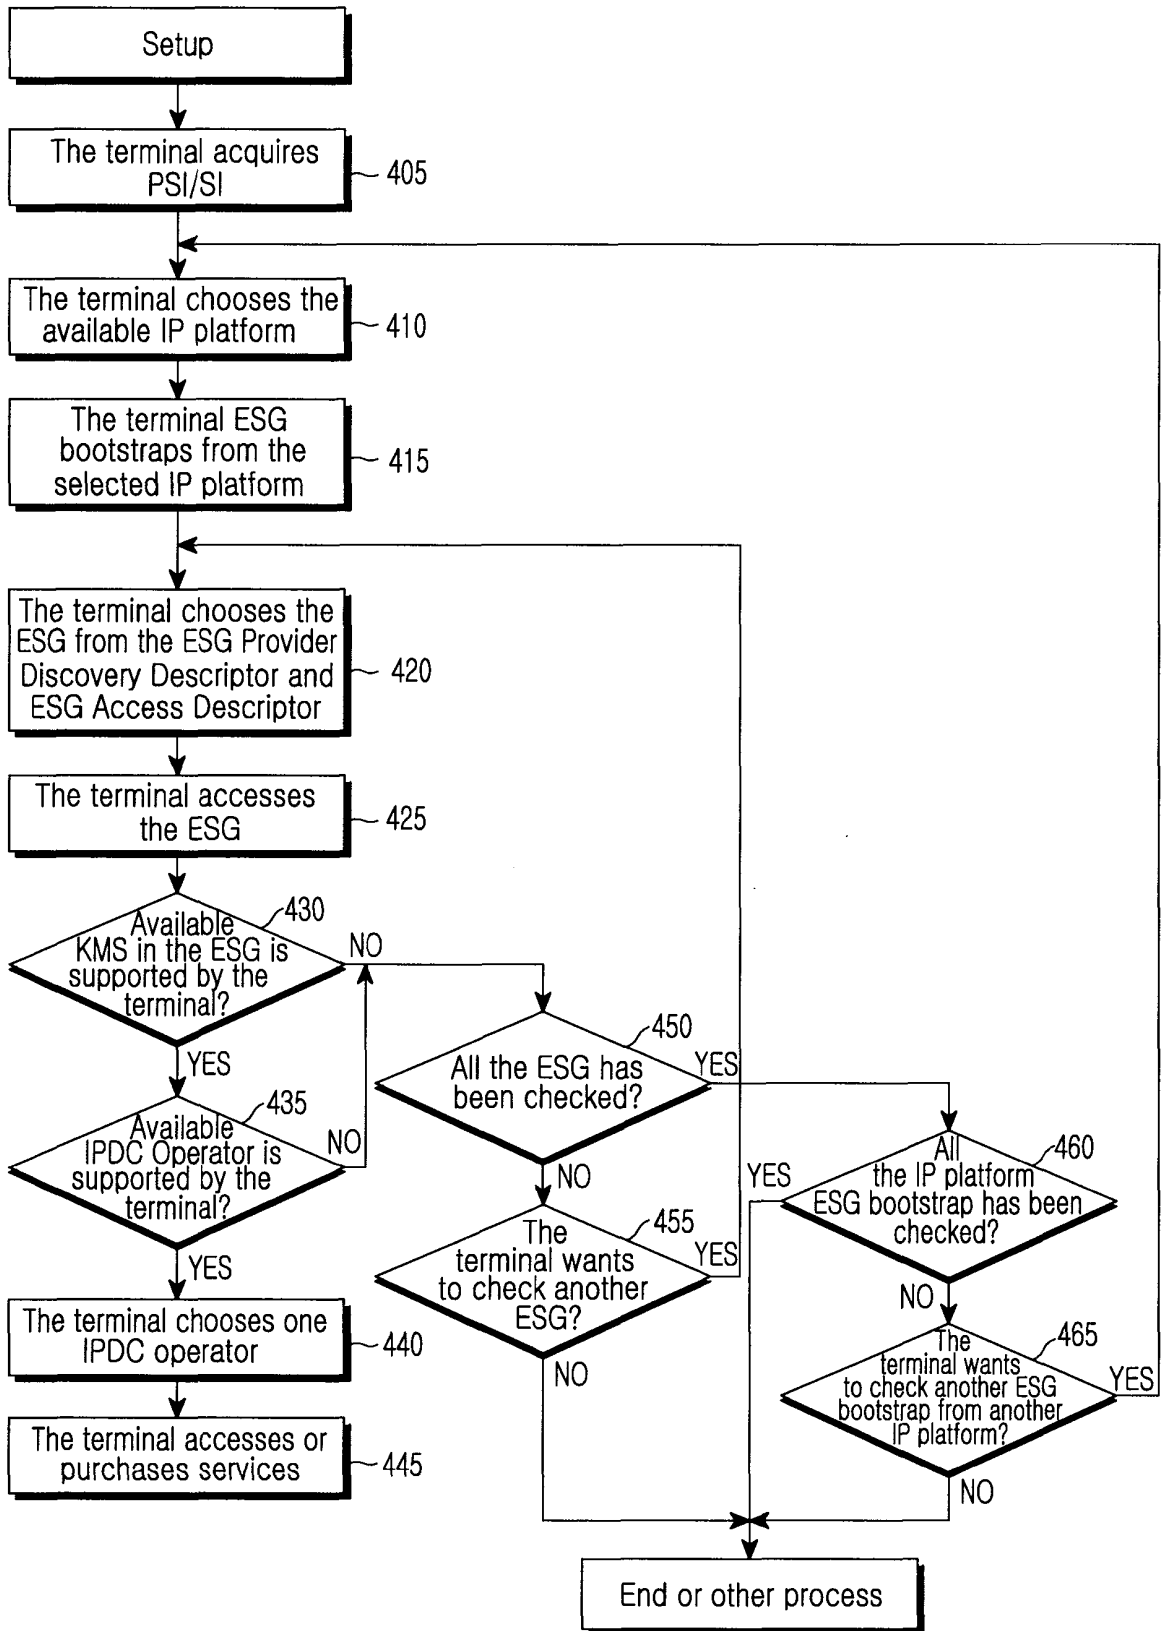 Setup
The terminal acquires
PSI/SI
405
The terminal chooses the
available IP platform
410
The terminal ESG
bootstraps from the
selected IP platform
415
The terminal chooses the
ESG from the ESG Provider
Discovery Descriptor and
ESG Access Descriptor
420
The terminal accesses
the ESG
425
Available
KMS in the ESG is
supported by the
terminal?
430
NO
YES
Available
IPDC Operator is
supported by the
terminal?
435
NO
YES
The terminal chooses one
IPDC operator
440
The terminal accesses or
purchases services
445
All the ESG has
been checked?
450
YES
NO
The
terminal wants
to check another
ESG?
455
YES
NO
All
the IP platform
ESG bootstrap has been
checked?
460
YES
NO
The
terminal wants
to check another ESG
bootstrap from another
IP platform?
465
YES
NO
End or other process